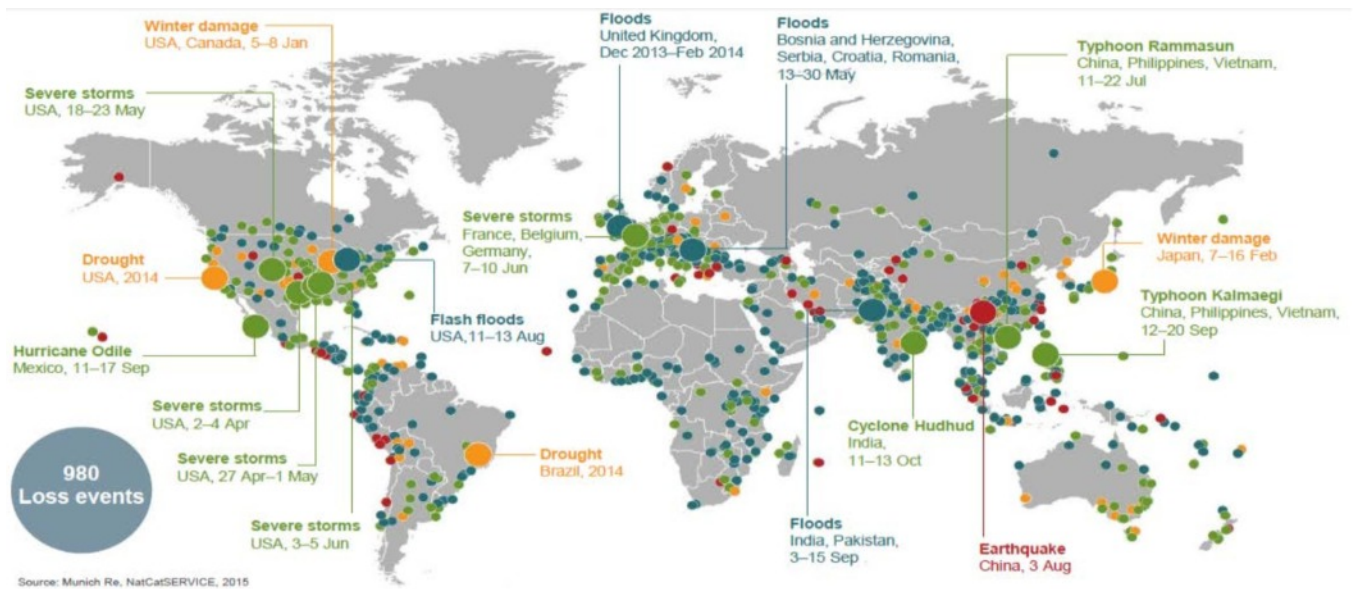 Winter damage
USA, Canada, 5–8 Jan
Floods
United Kingdom,
Dec 2013–Feb 2014
Floods
Bosnia and Herzegovina,
Serbia, Croatia, Romania,
13–30 May
Typhoon Rammasun
China, Philippines, Vietnam,
11–22 Jul
Severe storms
USA, 18–23 May
Severe storms
France, Belgium,
Germany,
7–10 Jun
Drought
USA, 2014
Winter damage
Japan, 7–16 Feb
Typhoon Kalmaegi
China, Philippines, Vietnam,
12–20 Sep
Flash floods
USA,11–13 Aug
Hurricane Odile
Mexico, 11–17 Sep
Severe storms
USA, 2–4 Apr
Severe storms
USA, 27 Apr–1 May
Drought
Brazil, 2014
Cyclone Hudhud
India,
11–13 Oct
980
Loss events
Severe storms
USA, 3–5 Jun
Floods
India, Pakistan,
3–15 Sep
Earthquake
China, 3 Aug
Source: Munich Re, NatCatSERVICE, 2015